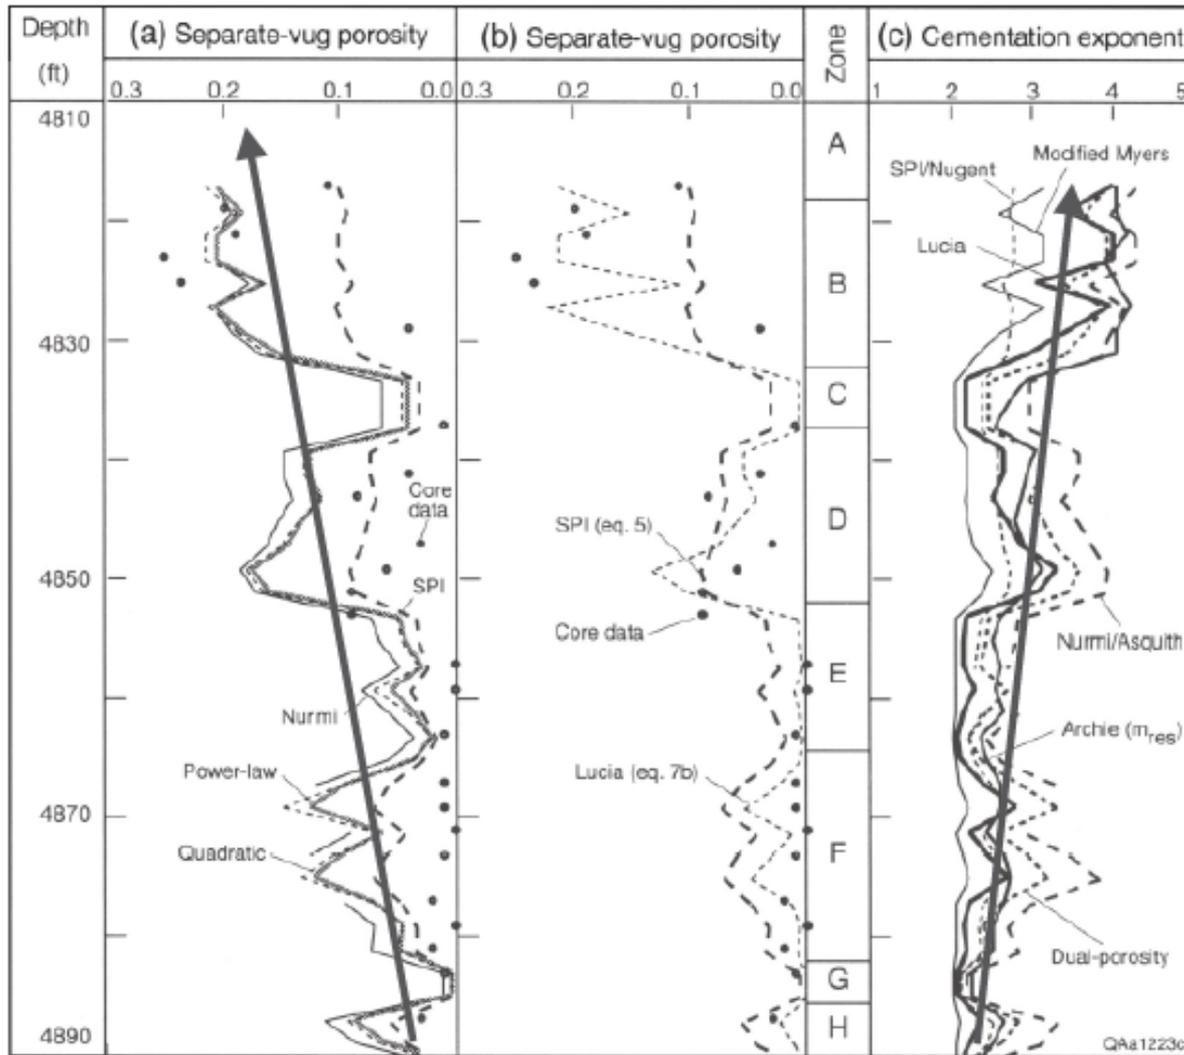 Depth
(ft)
(a) Separate-vug porosity
(b) Separate-vug porosity
Zone
(c) Cementation exponent
0.3 0.2 0.1 0.0
0.3 0.2 0.1 0.0
1 2 3 4 5
4810
4830
4850
4870
4890
Core
data
SPI
Nurmi
Power-law
Quadratic
SPI (eq. 5)
Core data
Lucia (eq. 7b)
A
B
C
D
E
F
G
H
SPI/Nugent
Modified Myers
Lucia
Nurmi/Asquith
Archie (mres)
Dual-porosity
QAa1223c